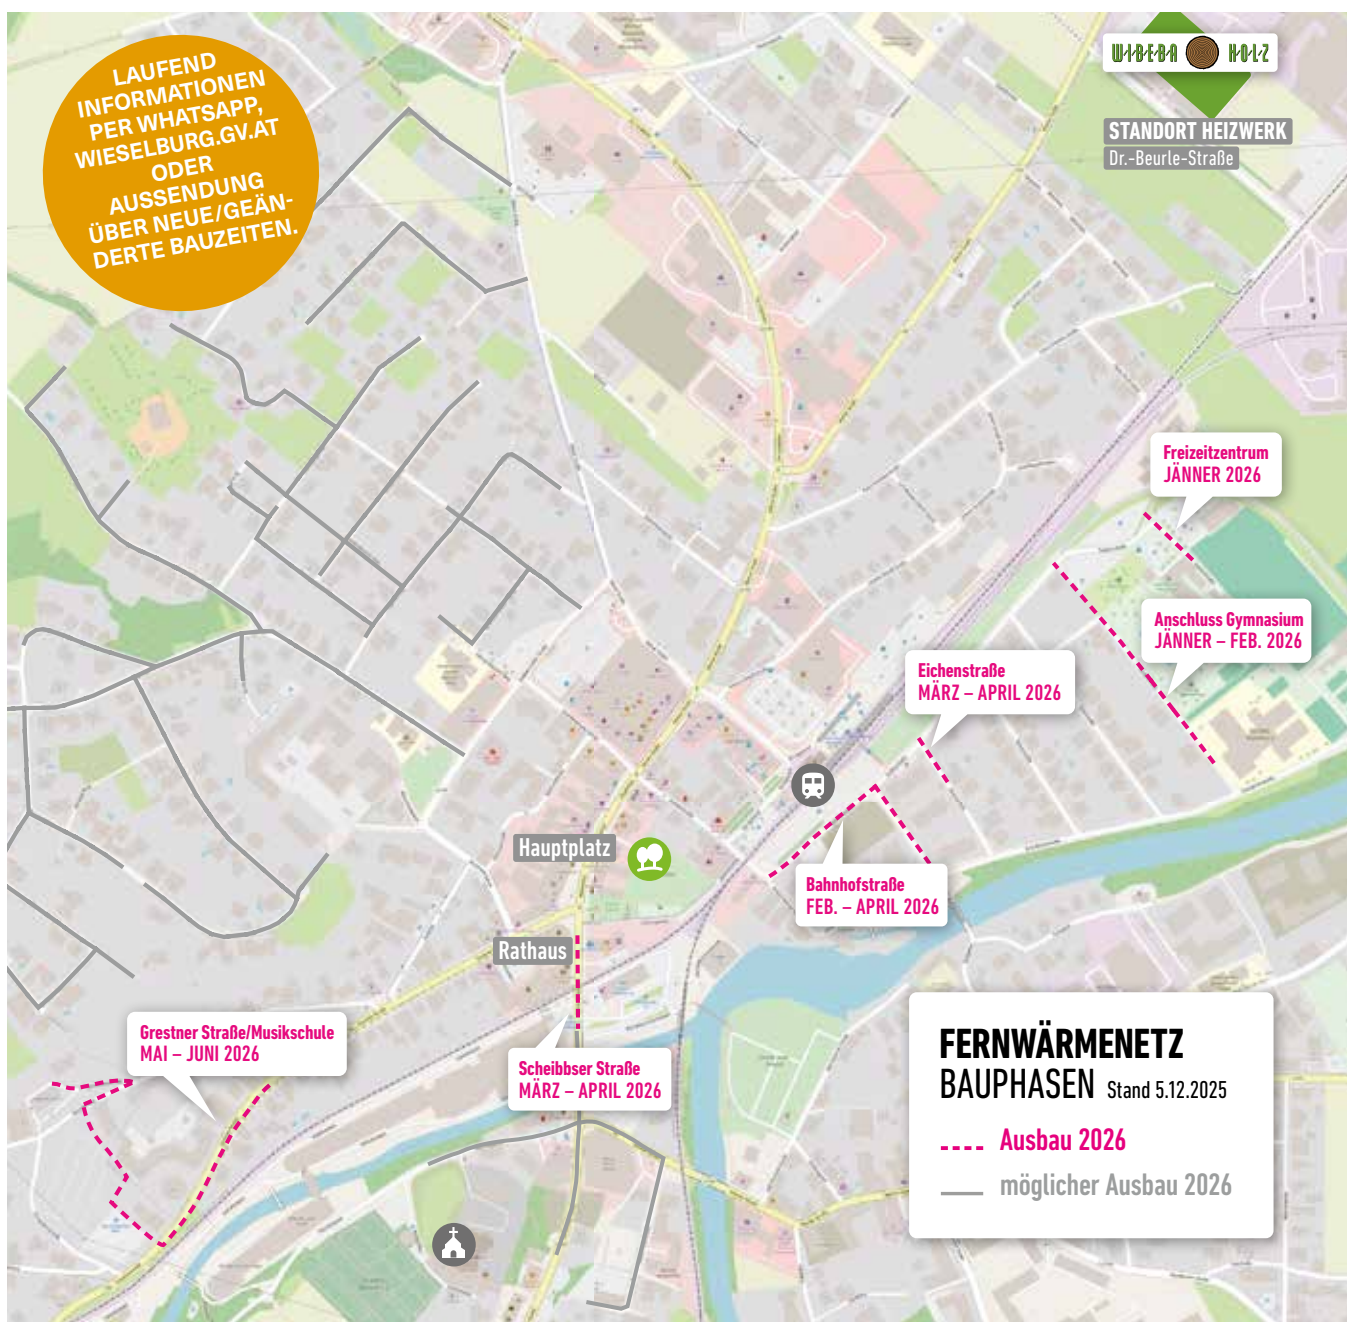 LAUFEND
INFORMATIONEN
PER WHATSAPP,
WIESELBURG.GV.AT
ODER
AUSSENDUNG
ÜBER NEUE/GEÄN-
DERTE BAUZEITEN.
WIBEBA HOLZ
STANDORT HEIZWERK
Dr.-Beurle-Straße
Freizeitzentrum
JÄNNER 2026
Anschluss Gymnasium
JÄNNER – FEB. 2026
Eichenstraße
MÄRZ – APRIL 2026
Hauptplatz
Bahnhofstraße
FEB. – APRIL 2026
Rathaus
Grestner Straße/Musikschule
MAI – JUNI 2026
Scheibbser Straße
MÄRZ – APRIL 2026
FERNWÄRMENETZ
BAUPHASEN Stand 5.12.2025
Ausbau 2026
möglicher Ausbau 2026